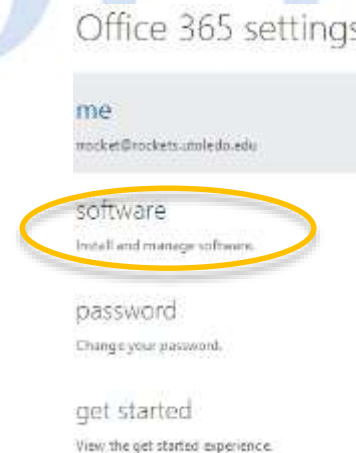 Office 365 settings
me
rrocket@rockets.utoledo.edu
software
Install and manage software.
password
Change your password.
get started
View the get started experience.